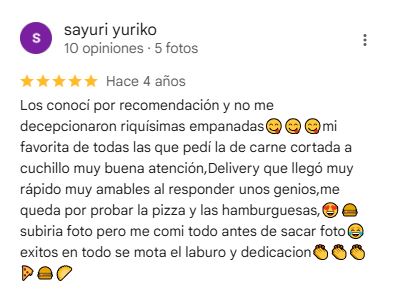 S
sayuri yuriko
10 opiniones · 5 fotos
★★★★★ Hace 4 años
Los conocí por recomendación y no me
decepcionaron riquísimas empanadas😋😋😋mi
favorita de todas las que pedí la de carne cortada a
cuchillo muy buena atención,Delivery que llegó muy
rápido muy amables al responder unos genios,me
queda por probar la pizza y las hamburguesas,😍🍔
subiria foto pero me comi todo antes de sacar foto😂
exitos en todo se mota el laburo y dedicacion👏👏👏
🍕🍔🥟